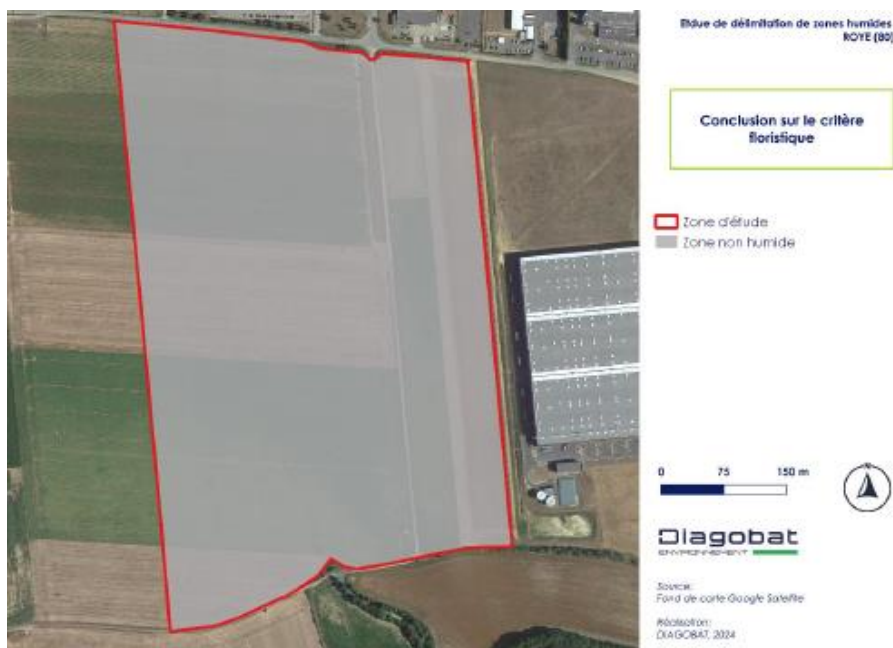 Etdue de délimitation de zones humides
ROYE (80)
Conclusion sur le critère
floristique
Zone d'étude
Zone non humide
0 75 150 m
Diagobat
ENVIRONNEMENT
Source:
Fond de carte Google Satellite
Réalisation:
DIAGOBAT, 2024